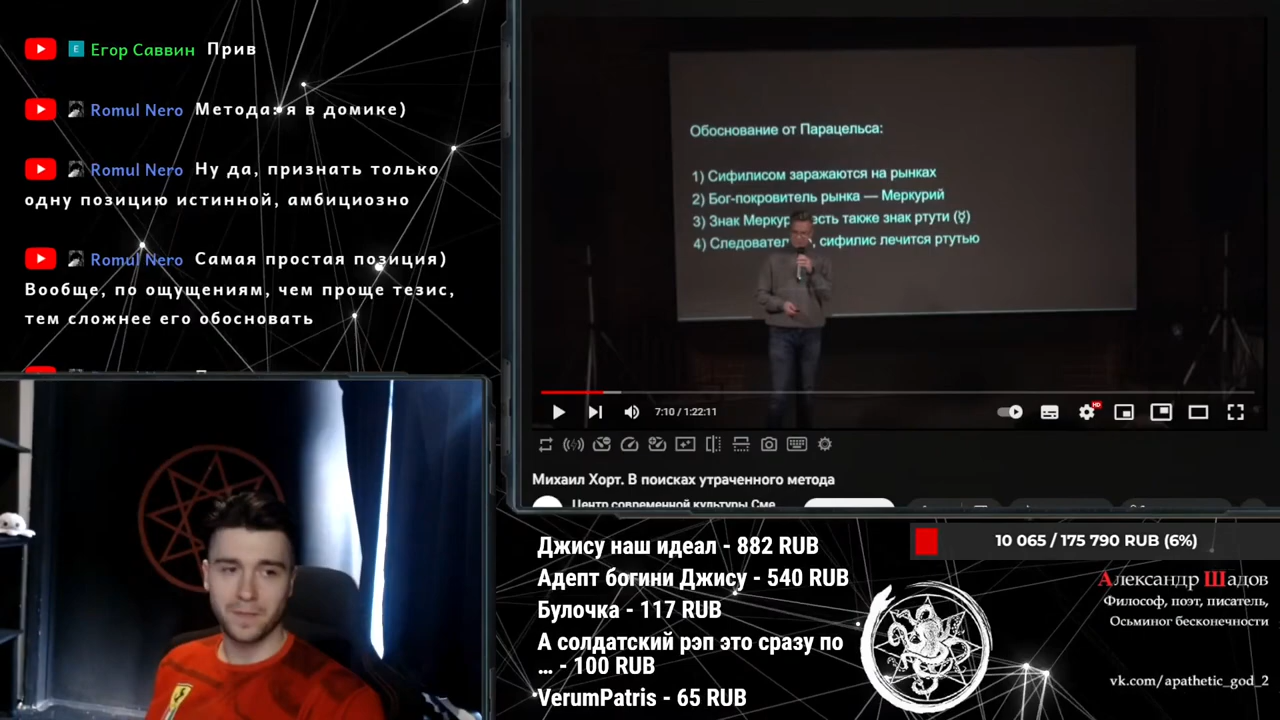 Егор Саввин Прив
Romul Nero Метода: я в домике)
Romul Nero Ну да, признать только
одну позицию истинной, амбициозно
Romul Nero Самая простая позиция)
Вообще, по ощущениям, чем проще тезис,
тем сложнее его обосновать
Обоснование от Парацельса:
1) Сифилисом заражаются на рынках
2) Бог-покровитель рынка — Меркурий
3) Знак есть также знак ртути (☿)
4) сифилис лечится ртутью
7:10 / 1:22:11
HD
Михаил Хорт. В поисках утраченного метода
Центр современной культуры Сме
Джису наш идеал - 882 RUB
Адепт богини Джису - 540 RUB
Булочка - 117 RUB
А солдатский рэп это сразу по
... - 100 RUB
VerumPatris - 65 RUB
10 065 / 175 790 RUB (6%)
Александр Шадов
Философ, поэт, писатель,
Осьминог бесконечности
vk.com/apathetic_god_2